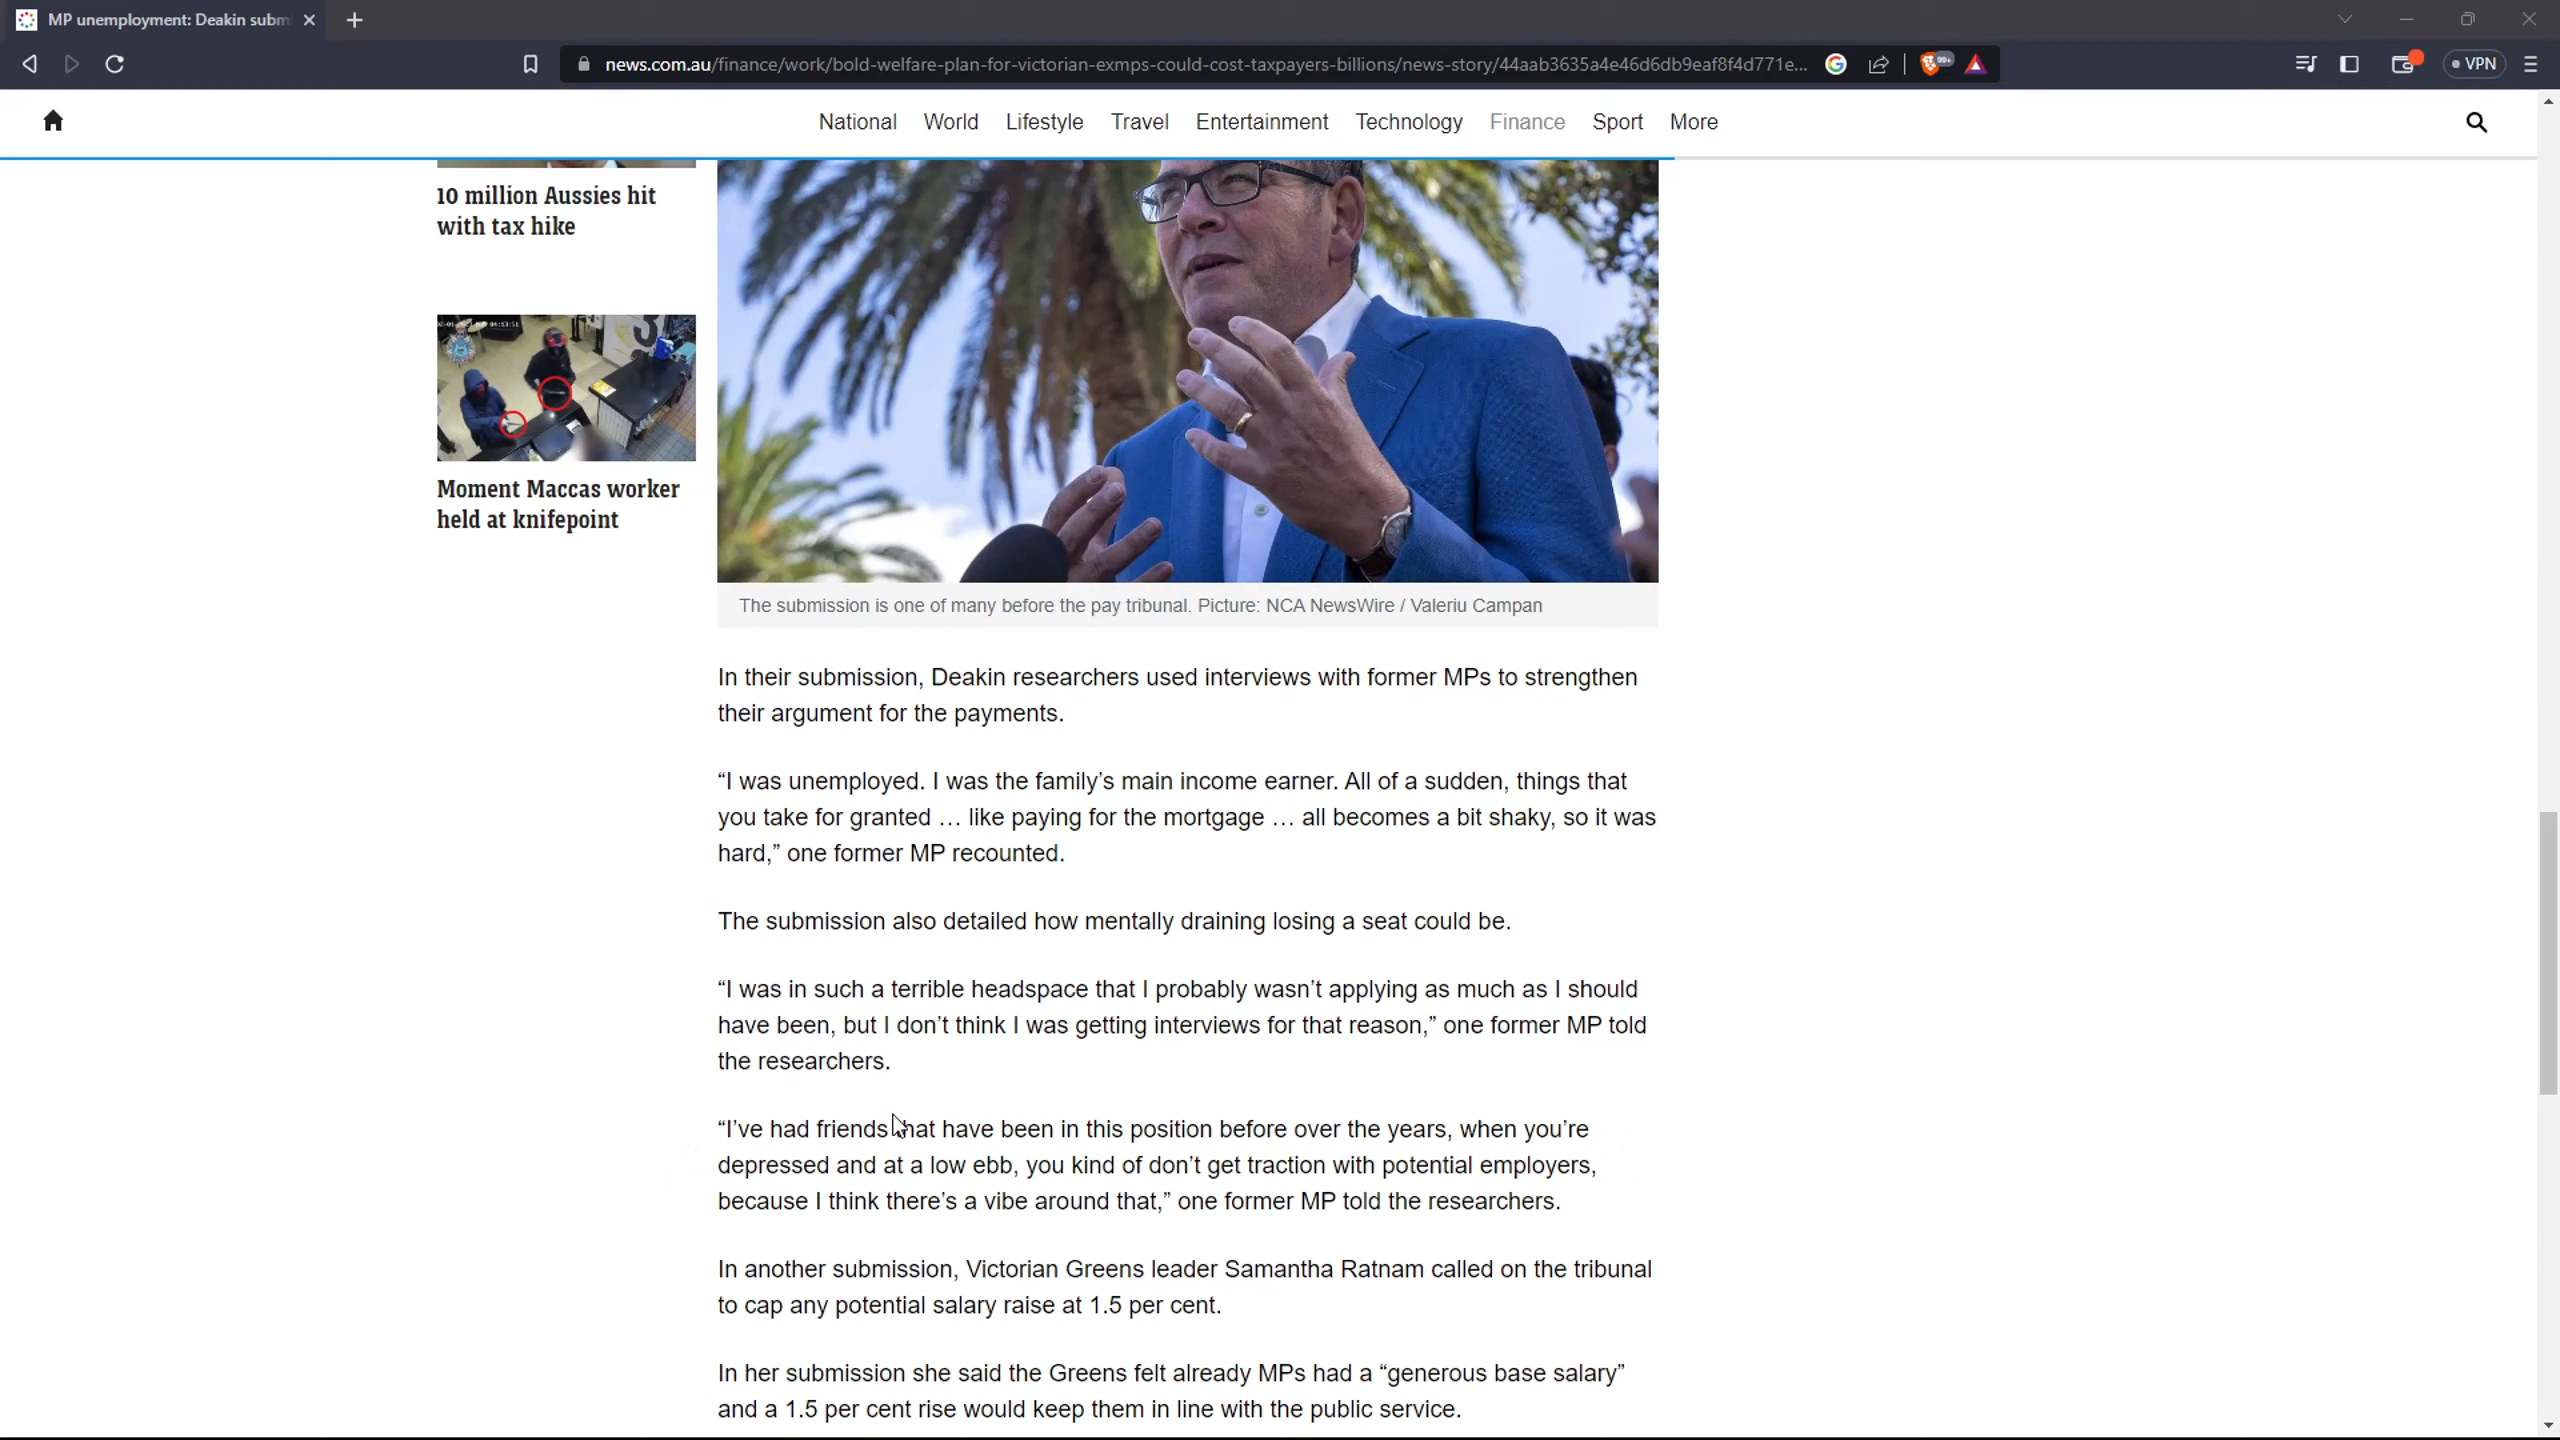 MP unemployment: Deakin subm
news.com.au/finance/work/bold-welfare-plan-for-victorian-exmps-could-cost-taxpayers-billions/news-story/44aab3635a4e46d6db9eaf8f4d771e...
99+
VPN
National World Lifestyle Travel Entertainment Technology Finance Sport More
10 million Aussies hit
with tax hike
Moment Maccas worker
held at knifepoint
The submission is one of many before the pay tribunal. Picture: NCA NewsWire / Valeriu Campan
In their submission, Deakin researchers used interviews with former MPs to strengthen
their argument for the payments.
“I was unemployed. I was the family’s main income earner. All of a sudden, things that
you take for granted … like paying for the mortgage … all becomes a bit shaky, so it was
hard,” one former MP recounted.
The submission also detailed how mentally draining losing a seat could be.
“I was in such a terrible headspace that I probably wasn’t applying as much as I should
have been, but I don’t think I was getting interviews for that reason,” one former MP told
the researchers.
“I’ve had friends that have been in this position before over the years, when you’re
depressed and at a low ebb, you kind of don’t get traction with potential employers,
because I think there’s a vibe around that,” one former MP told the researchers.
In another submission, Victorian Greens leader Samantha Ratnam called on the tribunal
to cap any potential salary raise at 1.5 per cent.
In her submission she said the Greens felt already MPs had a “generous base salary”
and a 1.5 per cent rise would keep them in line with the public service.